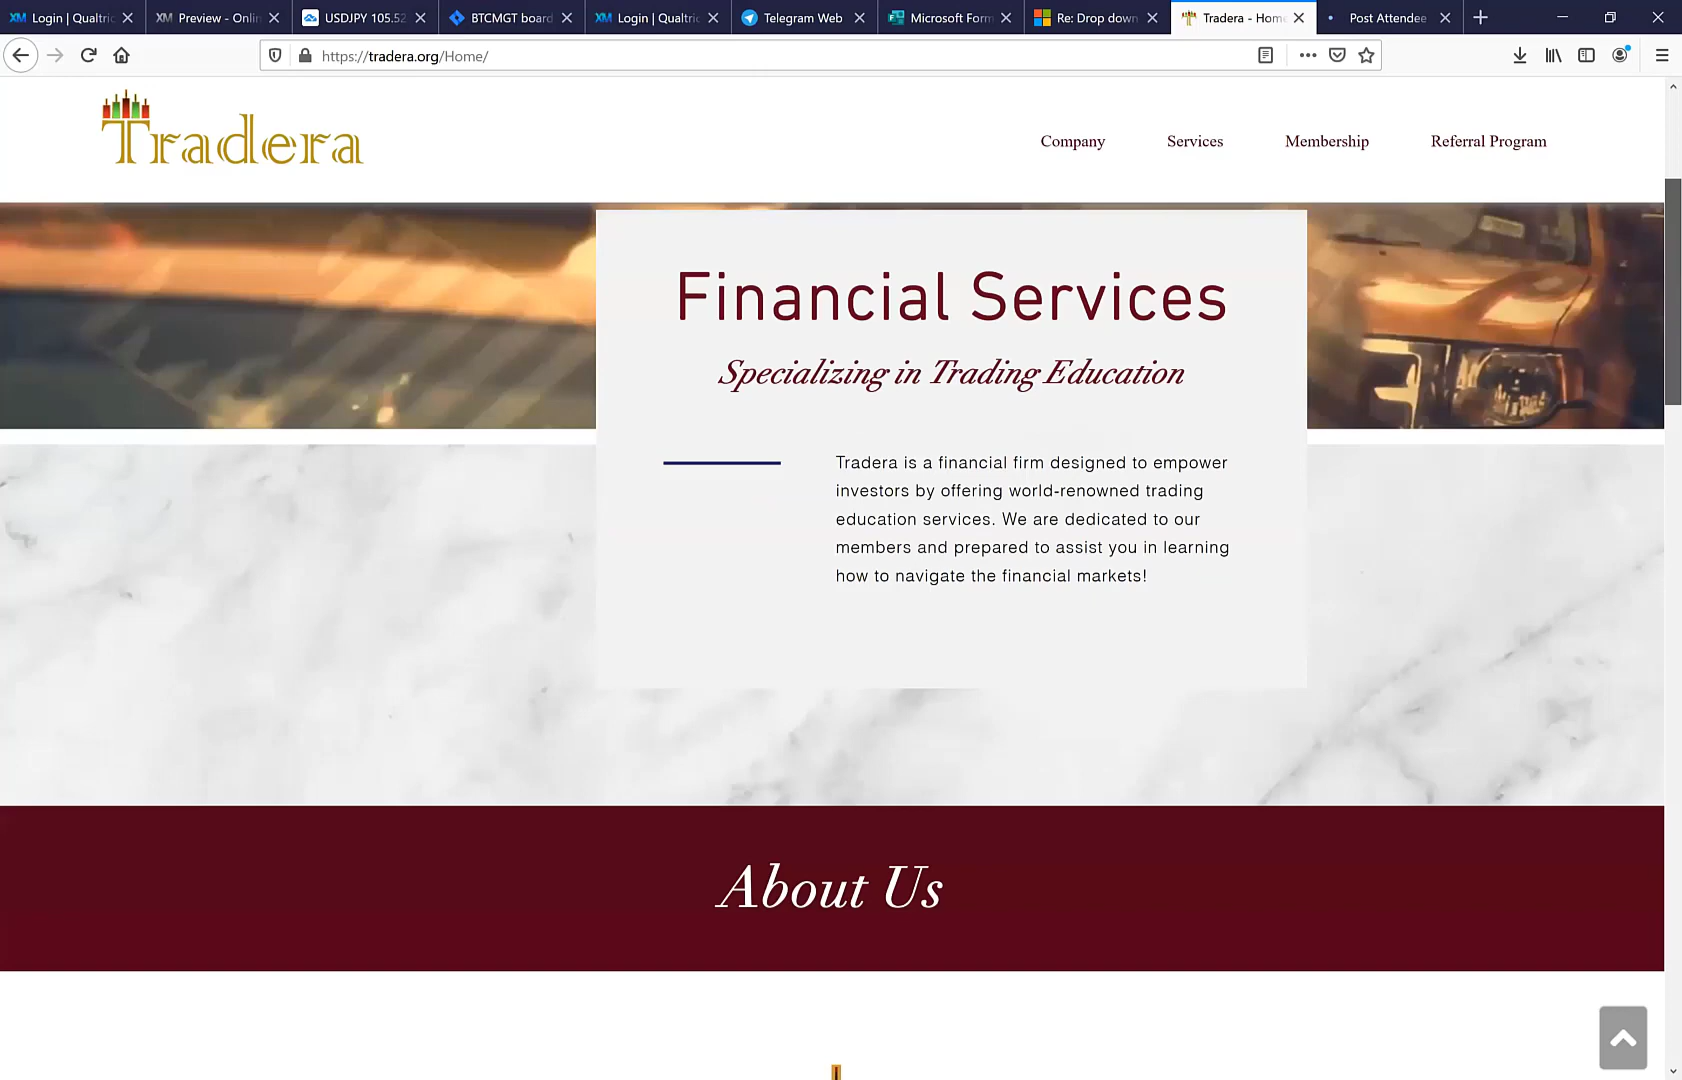 Login | Qualtric
Preview - Onlin
USDJPY 105.52
BTCMGT board
Login | Qualtric
Telegram Web
Microsoft Form
Re: Drop down
Tradera - Home
Post Attendee
https://tradera.org/Home/
Tradera
Company
Services
Membership
Referral Program
Financial Services
Specializing in Trading Education
Tradera is a financial firm designed to empower
investors by offering world-renowned trading
education services. We are dedicated to our
members and prepared to assist you in learning
how to navigate the financial markets!
About Us